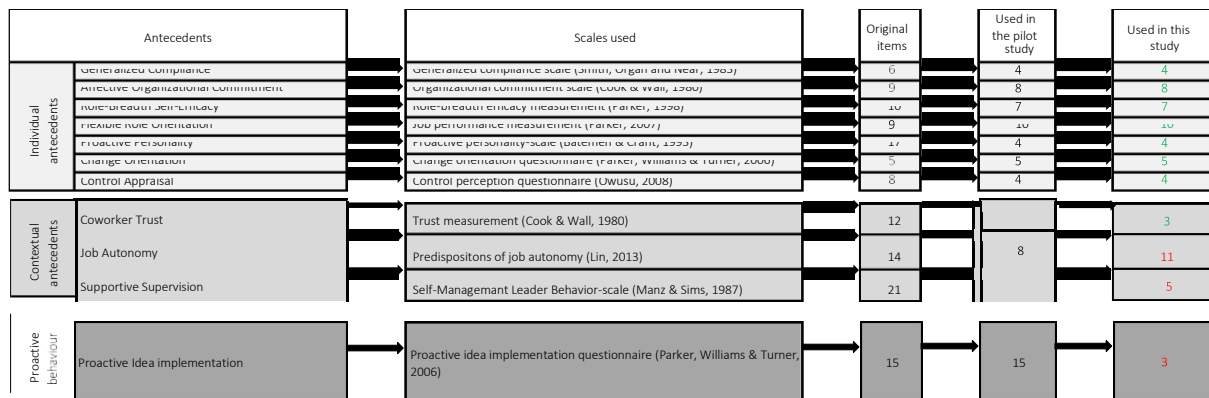 Antecedents Scales used Original items Used in the pilot study Used in this study
Individual antecedents
Generalized Compliance Generalized compliance scale (Smith, Organ and Near, 1983) 6 4 4
Affective Organizational Commitment Organizational commitment scale (Cook & Wall, 1980) 9 8 8
Role-Breadth Self-Efficacy Role-breadth efficacy measurement (Parker, 1998) 10 7 7
Flexible Role Orientation Job performance measurement (Parker, 2007) 9 10 10
Proactive Personality Proactive personality-scale (Batemen & Crant, 1993) 17 4 4
Change Orientation Change orientation questionnaire (Parker, Williams & Turner, 2006) 5 5 5
Control Appraisal Control perception questionnaire (Owusu, 2008) 8 4 4
Contextual antecedents
Coworker Trust Trust measurement (Cook & Wall, 1980) 12 3
Job Autonomy Predispositons of job autonomy (Lin, 2013) 14 8 11
Supportive Supervision Self-Managemant Leader Behavior-scale (Manz & Sims, 1987) 21 5
Proactive behaviour
Proactive Idea implementation Proactive idea implementation questionnaire (Parker, Williams & Turner, 2006) 15 15 3